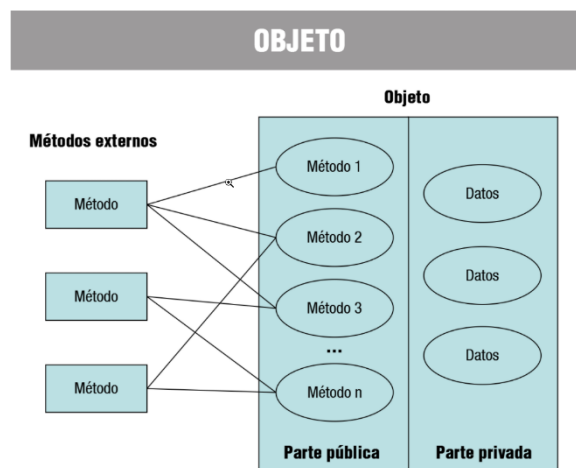 OBJETO
Objeto
Métodos externos
Método
Método
Método
Método 1
Método 2
Método 3
...
Método n
Parte pública
Datos
Datos
Datos
Parte privada